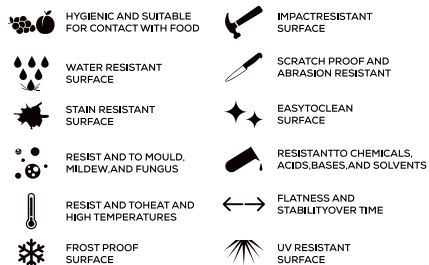 HYGIENIC AND SUITABLE
FOR CONTACT WITH FOOD
IMPACTRESISTANT
SURFACE
WATER RESISTANT
SURFACE
SCRATCH PROOF AND
ABRASION RESISTANT
STAIN RESISTANT
SURFACE
EASYTOCLEAN
SURFACE
RESIST AND TO MOULD,
MILDEW,AND FUNGUS
RESISTANTTO CHEMICALS,
ACIDS,BASES,AND SOLVENTS
RESIST AND TOHEAT AND
HIGH TEMPERATURES
FLATNESS AND
STABILITYOVER TIME
FROST PROOF
SURFACE
UV RESISTANT
SURFACE